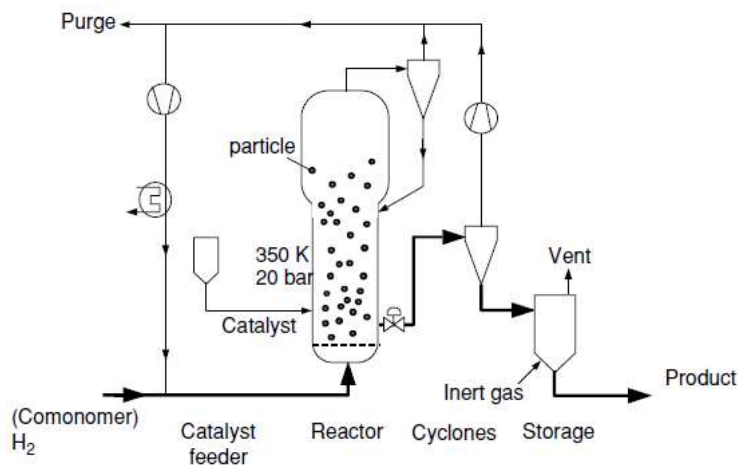 Purge
particle
350 K
20 bar
Catalyst
Vent
Inert gas
Product
(Comonomer)
H2
Catalyst
feeder
Reactor
Cyclones
Storage